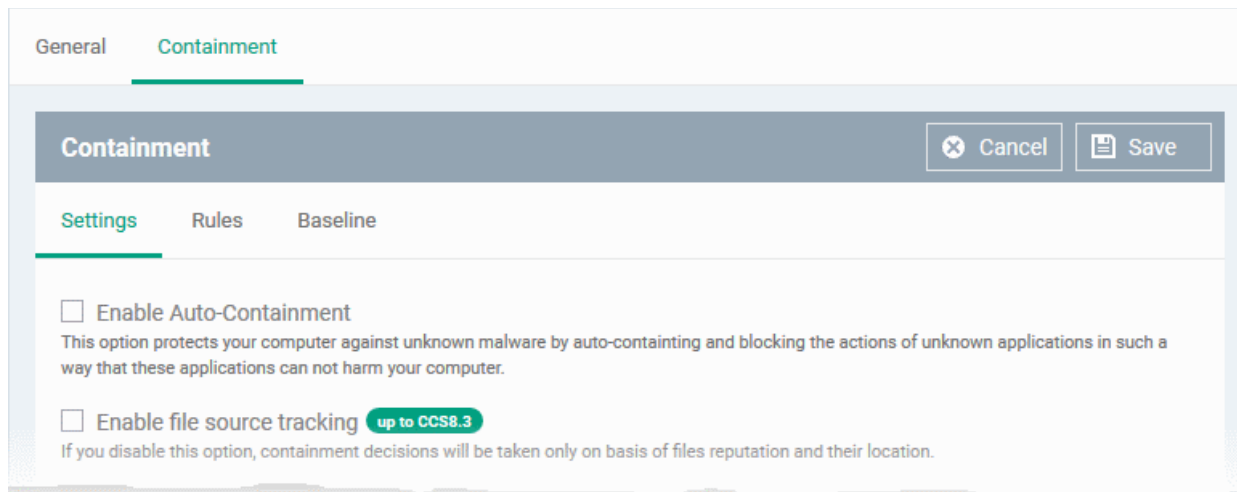 General Containment
Containment Cancel Save
Settings Rules Baseline
Enable Auto-Containment
This option protects your computer against unknown malware by auto-containting and blocking the actions of unknown applications in such a
way that these applications can not harm your computer.
Enable file source tracking up to CCS8.3
If you disable this option, containment decisions will be taken only on basis of files reputation and their location.